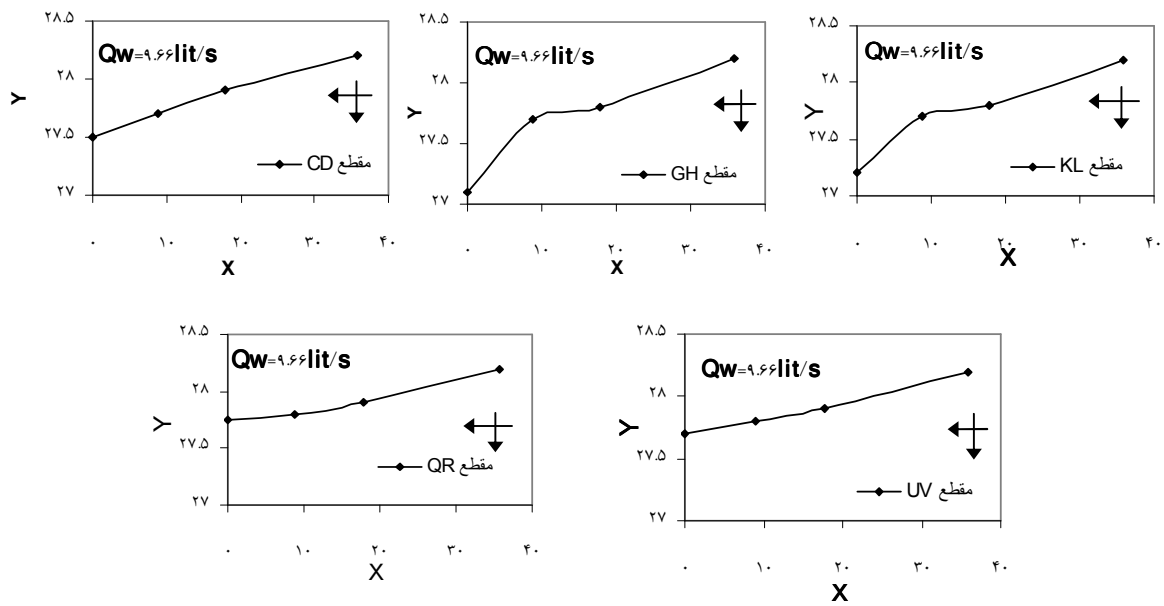 ۲۸.۵
۲۸
۲۷.۵
۲۷
Y
Qw=۹.۶۶lit/s
مقطع CD
۰ ۱۰ ۲۰ ۳۰ ۴۰
X
۲۸.۵
۲۸
۲۷.۵
۲۷
Y
Qw=۹.۶۶lit/s
مقطع GH
۰ ۱۰ ۲۰ ۳۰ ۴۰
X
۲۸.۵
۲۸
۲۷.۵
۲۷
Y
Qw=۹.۶۶lit/s
مقطع KL
۰ ۱۰ ۲۰ ۳۰ ۴۰
X
۲۸.۵
۲۸
۲۷.۵
۲۷
Y
Qw=۹.۶۶lit/s
مقطع QR
۰ ۱۰ ۲۰ ۳۰ ۴۰
X
۲۸.۵
۲۸
۲۷.۵
۲۷
Y
Qw=۹.۶۶lit/s
مقطع UV
۰ ۱۰ ۲۰ ۳۰ ۴۰
X